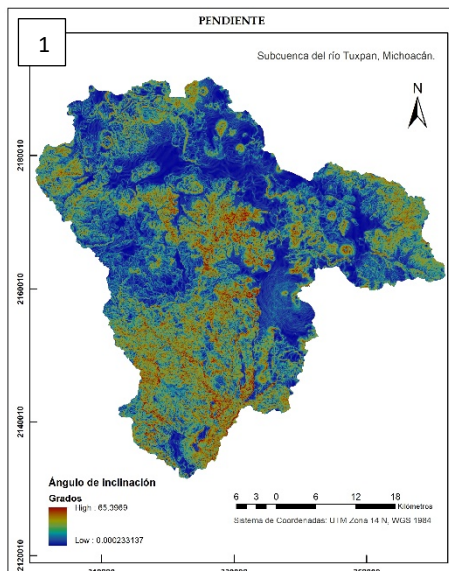 PENDIENTE
1
Subcuenca del río Tuxpan, Michoacán.
N
2180010
2160010
2140010
2120010
Ángulo de inclinación
Grados
High : 65.3969
Low : 0.000233137
6 3 0 6 12 18
Kilómetros
Sistema de Coordenadas: UTM Zona 14 N, WGS 1984